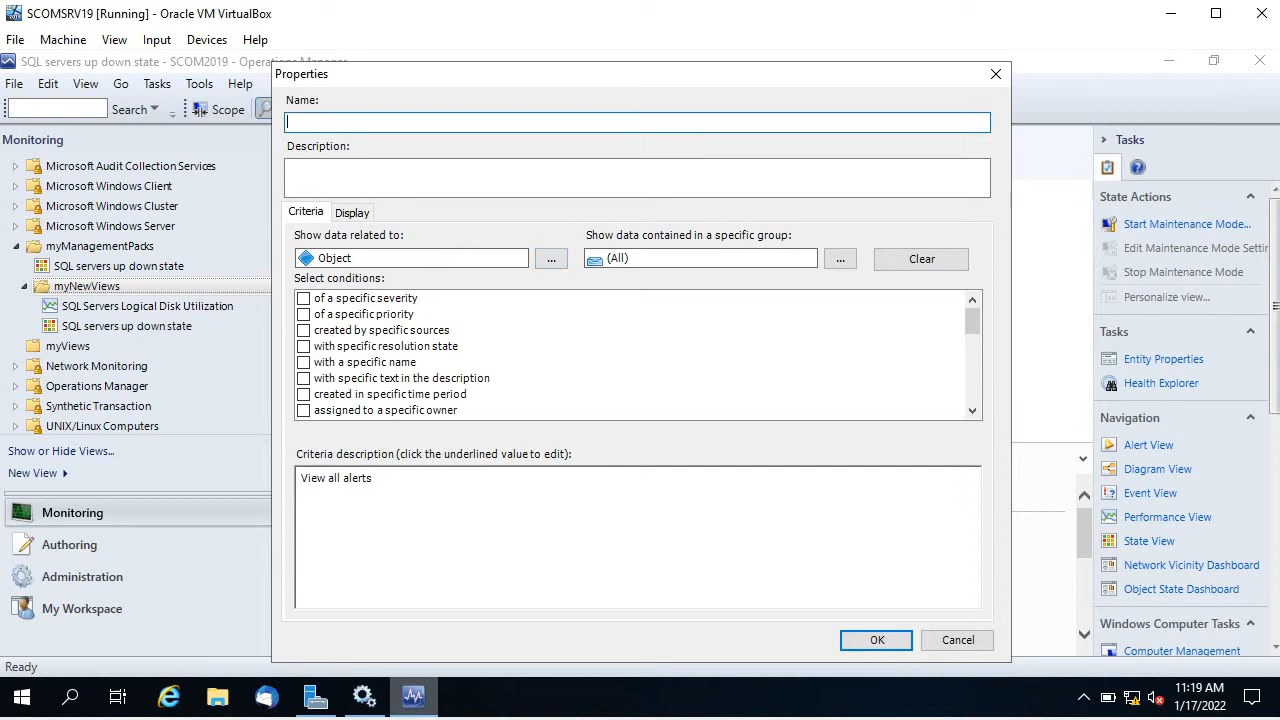 SCOMSRV19 [Running] - Oracle VM VirtualBox
File Machine View Input Devices Help
SQL servers up down state - SCOM2019 - Operations Manager
File Edit View Go Tasks Tools Help
Search
Scope
Monitoring
Microsoft Audit Collection Services
Microsoft Windows Client
Microsoft Windows Cluster
Microsoft Windows Server
myManagementPacks
SQL servers up down state
myNewViews
SQL Servers Logical Disk Utilization
SQL servers up down state
myViews
Network Monitoring
Operations Manager
Synthetic Transaction
UNIX/Linux Computers
Show or Hide Views...
New View
Monitoring
Authoring
Administration
My Workspace
Properties
Name:
Description:
Criteria Display
Show data related to: Show data contained in a specific group:
Object ... (All) ... Clear
Select conditions:
of a specific severity
of a specific priority
created by specific sources
with specific resolution state
with a specific name
with specific text in the description
created in specific time period
assigned to a specific owner
Criteria description (click the underlined value to edit):
View all alerts
OK Cancel
Tasks
State Actions
Start Maintenance Mode...
Edit Maintenance Mode Settin
Stop Maintenance Mode
Personalize view...
Tasks
Entity Properties
Health Explorer
Navigation
Alert View
Diagram View
Event View
Performance View
State View
Network Vicinity Dashboard
Object State Dashboard
Windows Computer Tasks
Computer Management
Ready
11:19 AM
1/17/2022